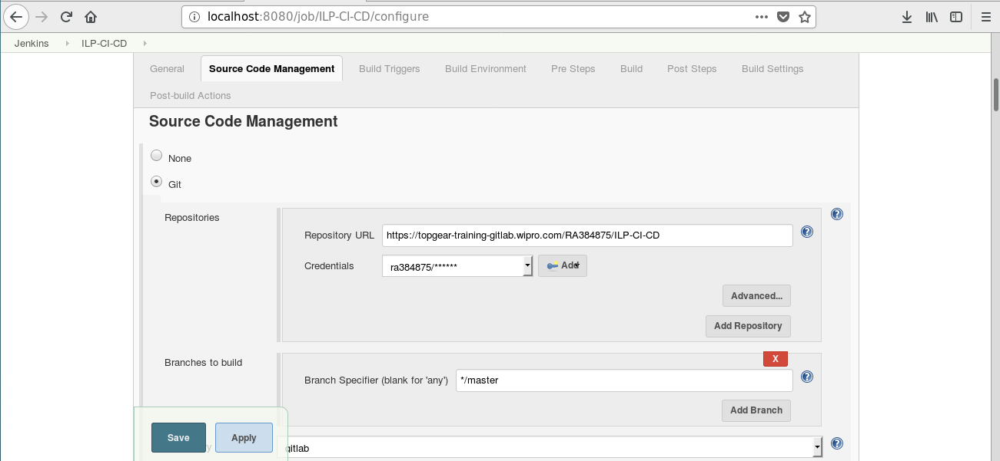 localhost:8080/job/ILP-CI-CD/configure
Jenkins ILP-CI-CD
General Source Code Management Build Triggers Build Environment Pre Steps Build Post Steps Build Settings
Post-build Actions
Source Code Management
None
Git
Repositories
Repository URL https://topgear-training-gitlab.wipro.com/RA384875/ILP-CI-CD
Credentials ra384875/****** Add
Advanced...
Add Repository
Branches to build
X
Branch Specifier (blank for 'any') */master
Add Branch
Save Apply
gitlab